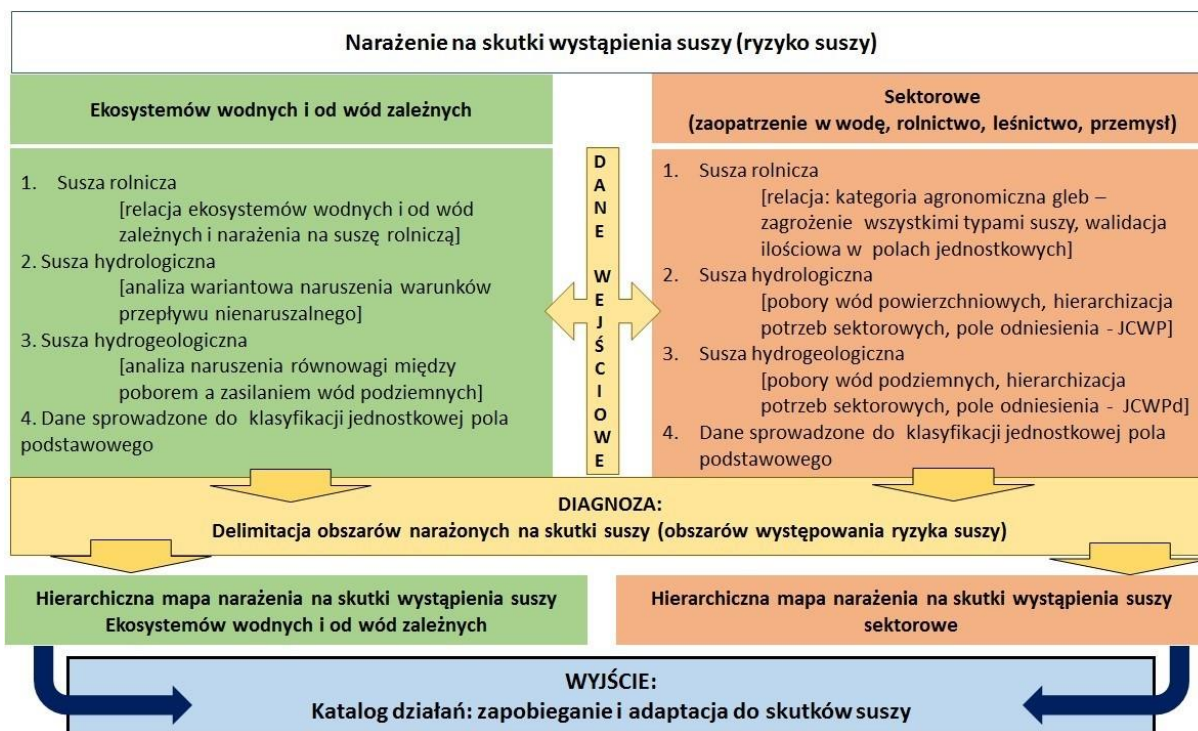 Narażenie na skutki wystąpienia suszy (ryzyko suszy)
Ekosystemów wodnych i od wód zależnych
1. Susza rolnicza
[relacja ekosystemów wodnych i od wód
zależnych i narażenia na suszę rolniczą]
2. Susza hydrologiczna
[analiza wariantowa naruszenia warunków
przepływu nienaruszalnego]
3. Susza hydrogeologiczna
[analiza naruszenia równowagi między
poborem a zasilaniem wód podziemnych]
4. Dane sprowadzone do klasyfikacji jednostkowej pola
podstawowego
DANE WEJŚCIOWE
Sektorowe
(zaopatrzenie w wodę, rolnictwo, leśnictwo, przemysł)
1. Susza rolnicza
[relacja: kategoria agronomiczna gleb –
zagrożenie wszystkimi typami suszy, walidacja
ilościowa w polach jednostkowych]
2. Susza hydrologiczna
[pobory wód powierzchniowych, hierarchizacja
potrzeb sektorowych, pole odniesienia - JCWP]
3. Susza hydrogeologiczna
[pobory wód podziemnych, hierarchizacja
potrzeb sektorowych, pole odniesienia - JCWPd]
4. Dane sprowadzone do klasyfikacji jednostkowej pola
podstawowego
DIAGNOZA:
Delimitacja obszarów narażonych na skutki suszy (obszarów występowania ryzyka suszy)
Hierarchiczna mapa narażenia na skutki wystąpienia suszy
Ekosystemów wodnych i od wód zależnych
Hierarchiczna mapa narażenia na skutki wystąpienia suszy
sektorowe
WYJŚCIE:
Katalog działań: zapobieganie i adaptacja do skutków suszy